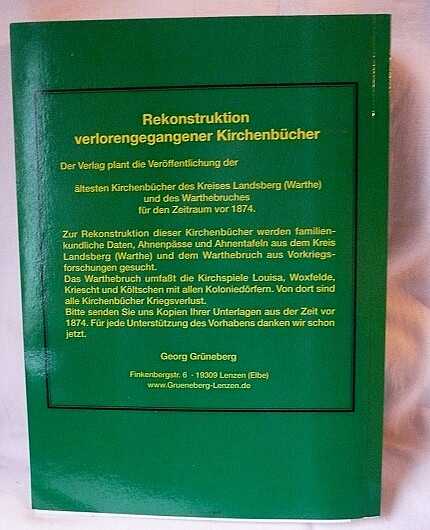 Rekonstruktion
verlorengegangener Kirchenbücher
Der Verlag plant die Veröffentlichung der
ältesten Kirchenbücher des Kreises Landsberg (Warthe)
und des Warthebruches
für den Zeitraum vor 1874.
Zur Rekonstruktion dieser Kirchenbücher werden familien-
kundliche Daten, Ahnenpässe und Ahnentafeln aus dem Kreis
Landsberg (Warthe) und dem Warthebruch aus Vorkriegs-
forschungen gesucht.
Das Warthebruch umfaßt die Kirchspiele Louisa, Woxfelde,
Kriescht und Költschen mit allen Koloniedörfern. Von dort sind
alle Kirchenbücher Kriegsverlust.
Bitte senden Sie uns Kopien Ihrer Unterlagen aus der Zeit vor
1874. Für jede Unterstützung des Vorhabens danken wir schon
jetzt.
Georg Grüneberg
Finkenbergstr. 6 - 19309 Lenzen (Elbe)
www.Grueneberg-Lenzen.de